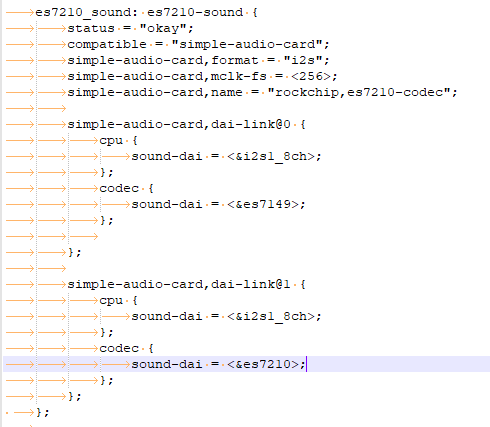 es7210_sound: es7210-sound {
status = "okay";
compatible = "simple-audio-card";
simple-audio-card,format = "i2s";
simple-audio-card,mclk-fs = <256>;
simple-audio-card,name = "rockchip,es7210-codec";
simple-audio-card,dai-link@0 {
cpu {
sound-dai = <&i2s1_8ch>;
};
codec {
sound-dai = <&es7149>;
};
};
simple-audio-card,dai-link@1 {
cpu {
sound-dai = <&i2s1_8ch>;
};
codec {
sound-dai = <&es7210>;
};
};
};